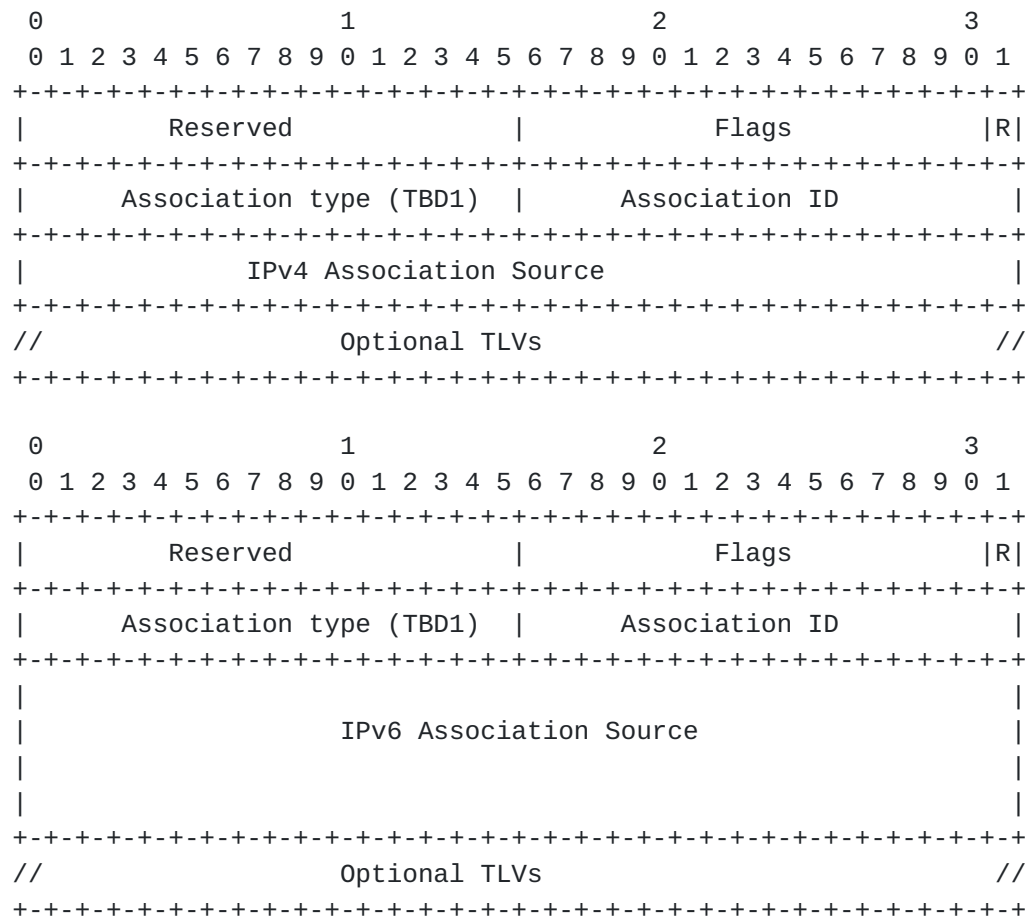 0                   1                   2                   3
 0 1 2 3 4 5 6 7 8 9 0 1 2 3 4 5 6 7 8 9 0 1 2 3 4 5 6 7 8 9 0 1
+-+-+-+-+-+-+-+-+-+-+-+-+-+-+-+-+-+-+-+-+-+-+-+-+-+-+-+-+-+-+-+-+
|         Reserved              |            Flags            |R|
+-+-+-+-+-+-+-+-+-+-+-+-+-+-+-+-+-+-+-+-+-+-+-+-+-+-+-+-+-+-+-+-+
|      Association type (TBD1)  |      Association ID           |
+-+-+-+-+-+-+-+-+-+-+-+-+-+-+-+-+-+-+-+-+-+-+-+-+-+-+-+-+-+-+-+-+
|              IPv4 Association Source                          |
+-+-+-+-+-+-+-+-+-+-+-+-+-+-+-+-+-+-+-+-+-+-+-+-+-+-+-+-+-+-+-+-+
//                   Optional TLVs                             //
+-+-+-+-+-+-+-+-+-+-+-+-+-+-+-+-+-+-+-+-+-+-+-+-+-+-+-+-+-+-+-+-+

 0                   1                   2                   3
 0 1 2 3 4 5 6 7 8 9 0 1 2 3 4 5 6 7 8 9 0 1 2 3 4 5 6 7 8 9 0 1
+-+-+-+-+-+-+-+-+-+-+-+-+-+-+-+-+-+-+-+-+-+-+-+-+-+-+-+-+-+-+-+-+
|         Reserved              |            Flags            |R|
+-+-+-+-+-+-+-+-+-+-+-+-+-+-+-+-+-+-+-+-+-+-+-+-+-+-+-+-+-+-+-+-+
|      Association type (TBD1)  |      Association ID           |
+-+-+-+-+-+-+-+-+-+-+-+-+-+-+-+-+-+-+-+-+-+-+-+-+-+-+-+-+-+-+-+-+
|                                                               |
|                    IPv6 Association Source                    |
|                                                               |
|                                                               |
+-+-+-+-+-+-+-+-+-+-+-+-+-+-+-+-+-+-+-+-+-+-+-+-+-+-+-+-+-+-+-+-+
//                   Optional TLVs                             //
+-+-+-+-+-+-+-+-+-+-+-+-+-+-+-+-+-+-+-+-+-+-+-+-+-+-+-+-+-+-+-+-+